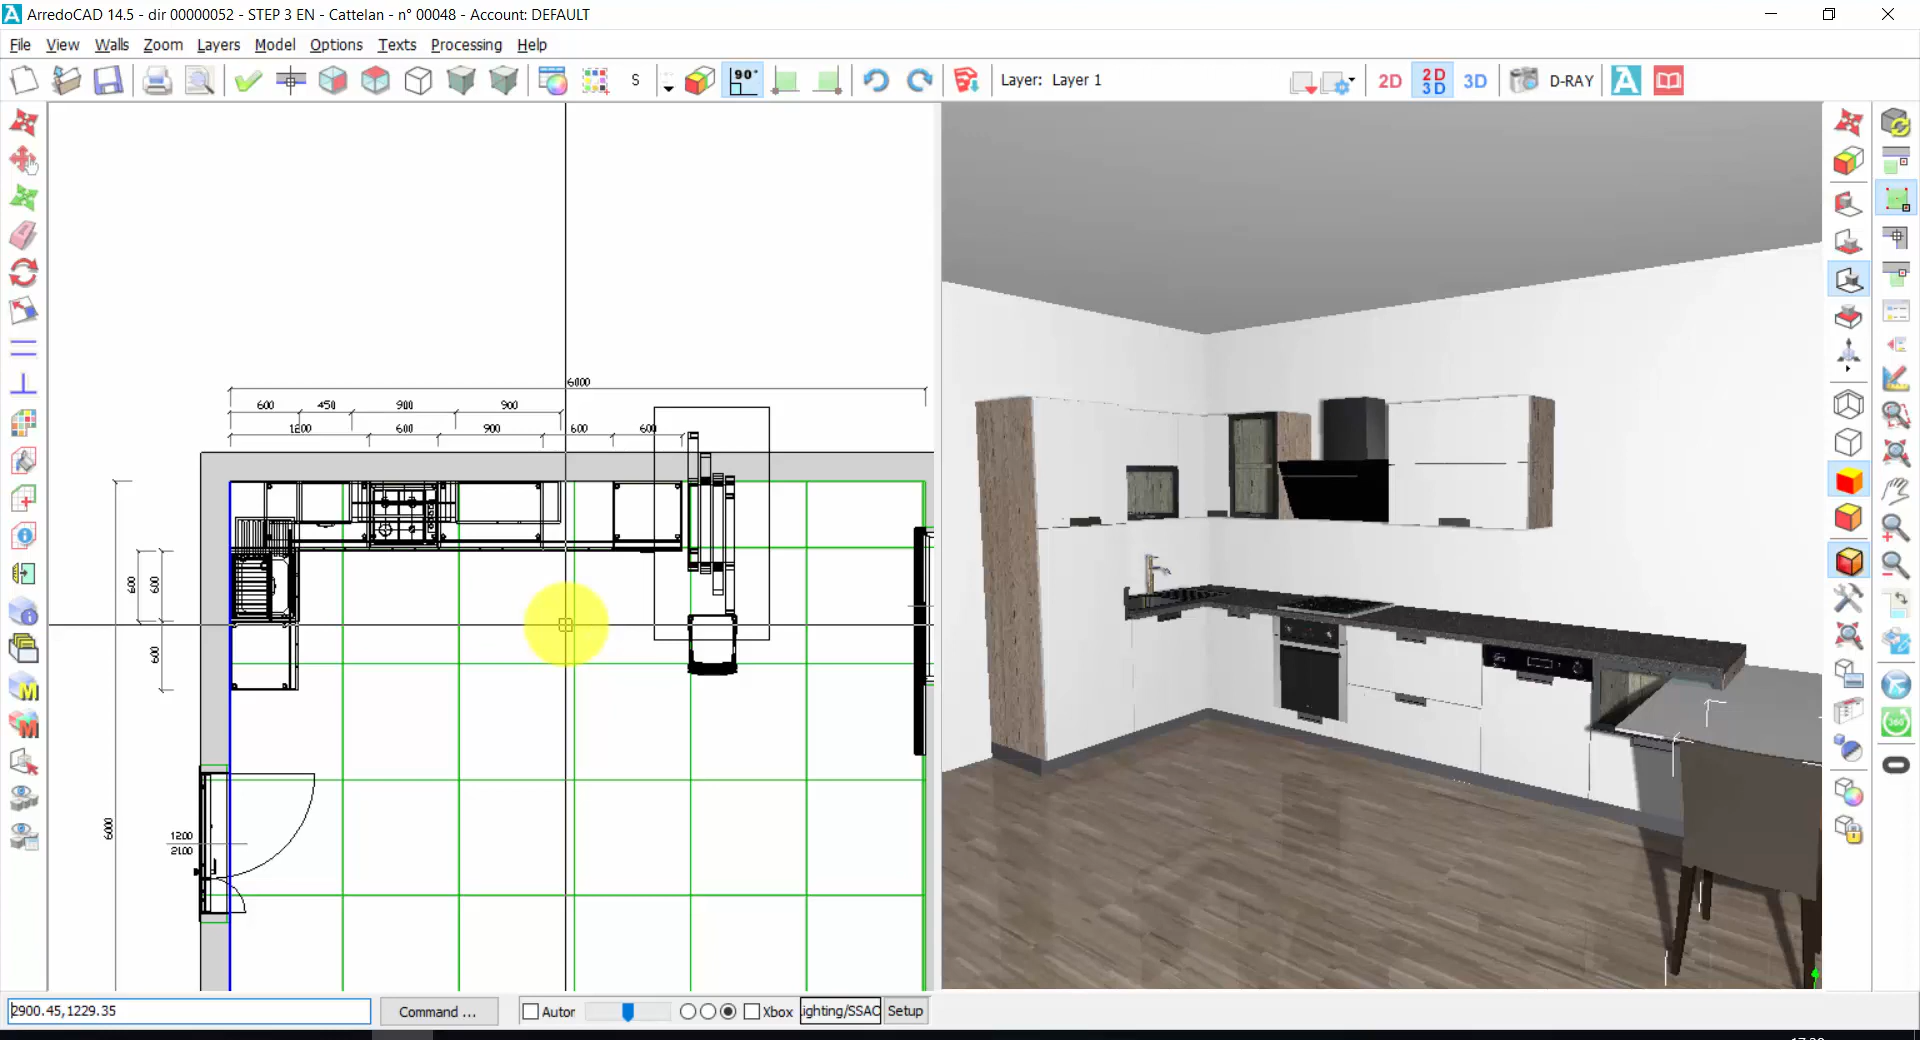 ArredoCAD 14.5 - dir 00000052 - STEP 3 EN - Cattelan - n° 00048 - Account: DEFAULT
File View Walls Zoom Layers Model Options Texts Processing Help
S 90° Layer: Layer 1 2D 2D 3D 3D D-RAY
6000
600 450 900 900
1200 600 900 600 600
600 600
600
6000
1200
2100
M
M
360
2900.45,1229.35 Command ... Autor Xbox ighting/SSAO Setup